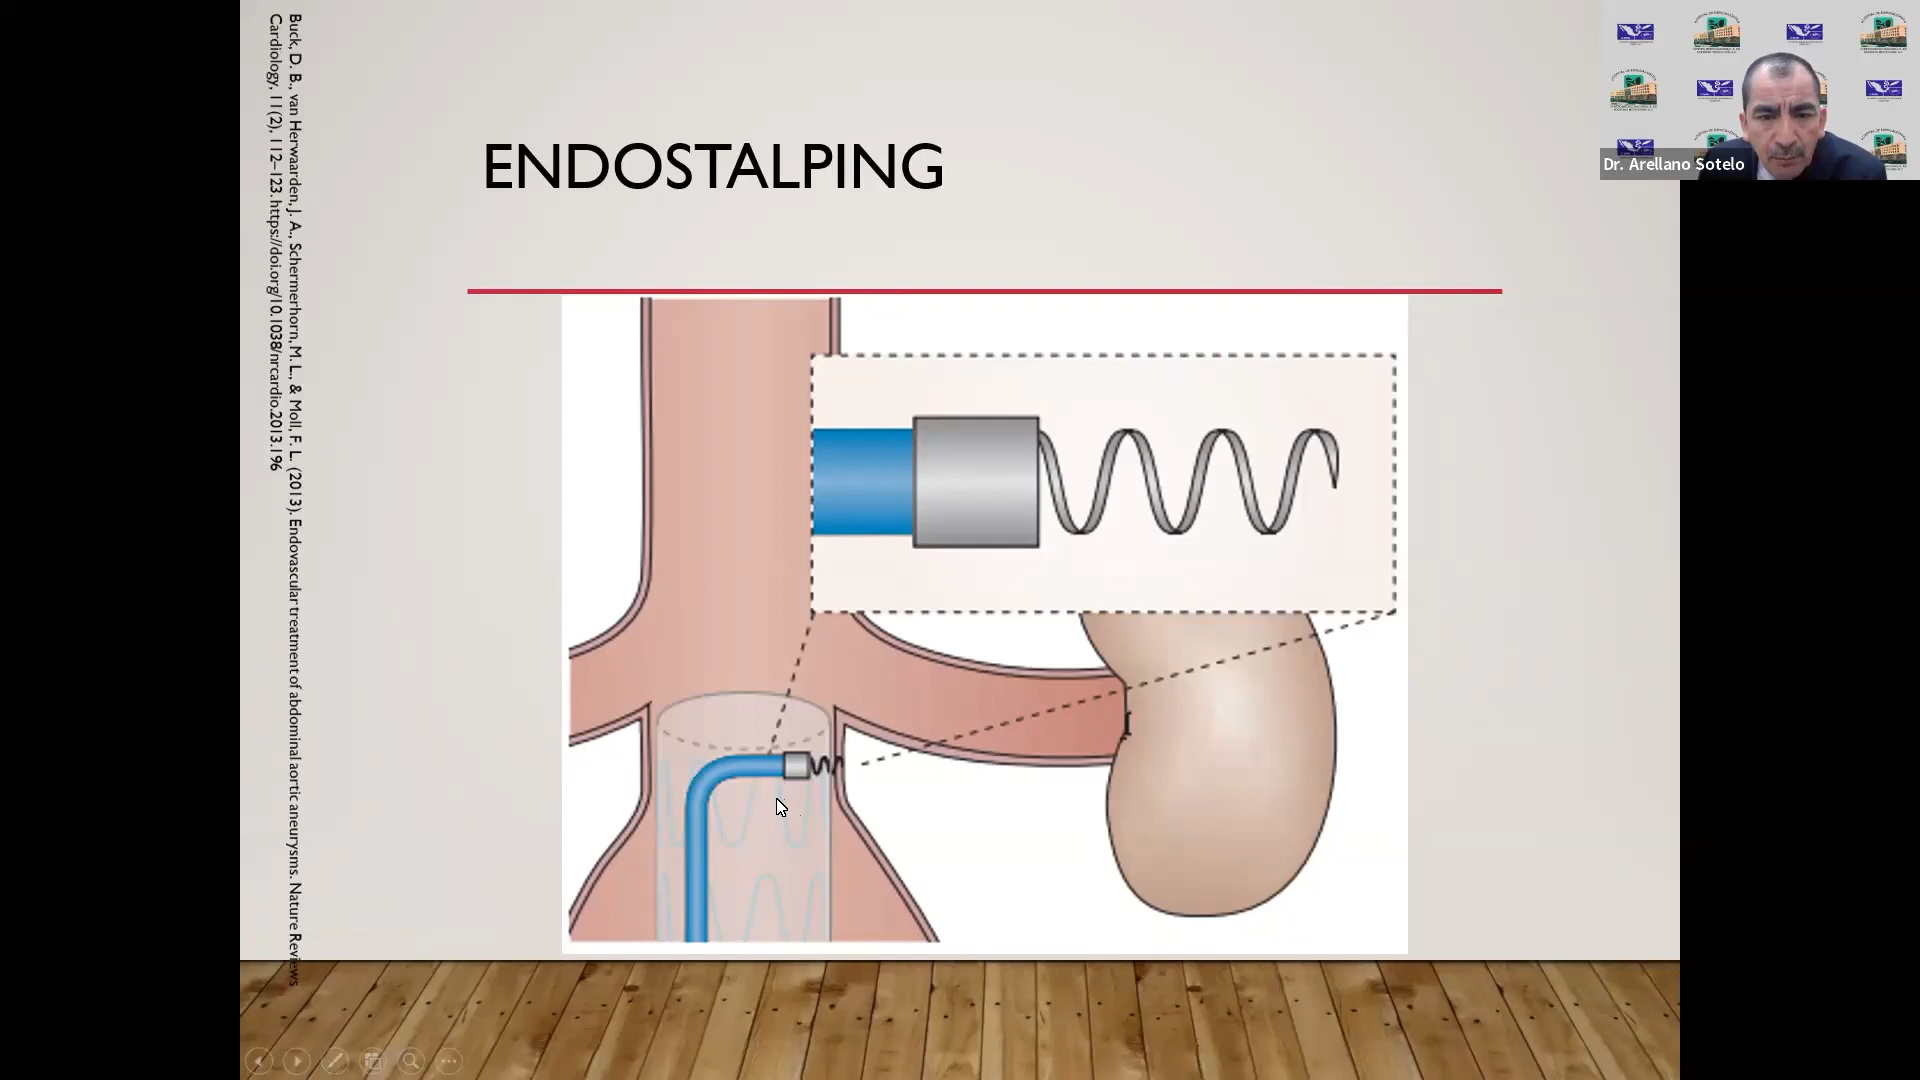 ENDOSTALPING
Buck, D. B., van Herwaarden, J. A., Schermerhorn, M. L., & Moll, F. L. (2013). Endovascular treatment of abdominal aortic aneurysms. Nature Reviews
Cardiology, 11(2), 112–123. https://doi.org/10.1038/nrcardio.2013.196
Dr. Arellano Sotelo